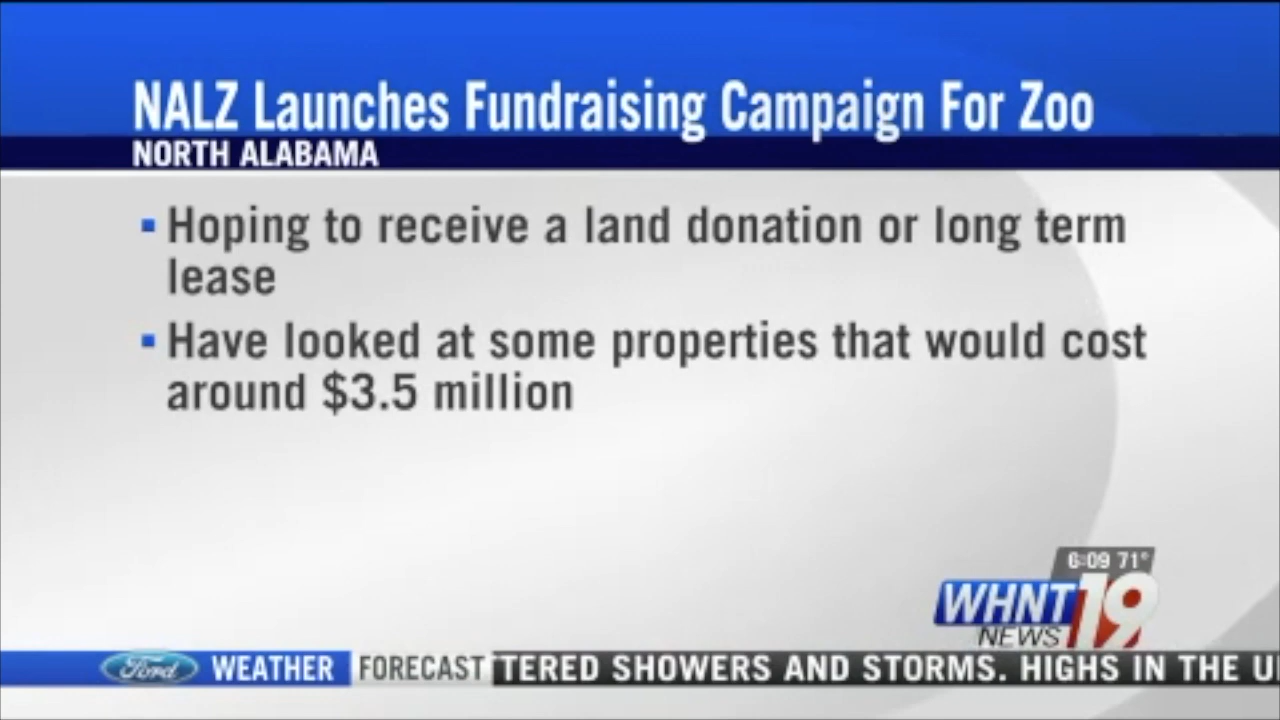 NALZ Launches Fundraising Campaign For Zoo
NORTH ALABAMA
▪ Hoping to receive a land donation or long term
lease
▪ Have looked at some properties that would cost
around $3.5 million
6:09 71°
WHNT 19
NEWS
Ford WEATHER FORECAST TERED SHOWERS AND STORMS. HIGHS IN THE U